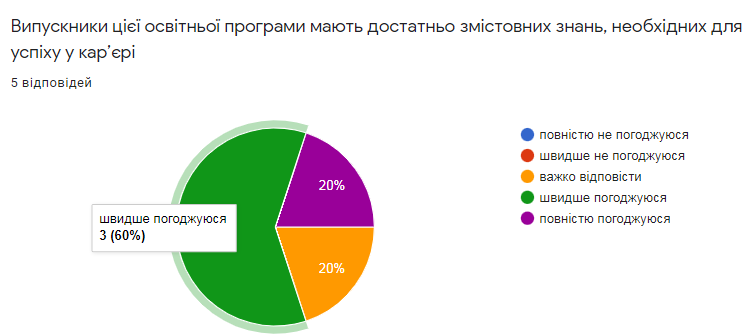 Випускники цієї освітньої програми мають достатньо змістовних знань, необхідних для
успіху у кар’єрі
5 відповідей
20%
20%
швидше погоджуюся
3 (60%)
повністю не погоджуюся
швидше не погоджуюся
важко відповісти
швидше погоджуюся
повністю погоджуюся